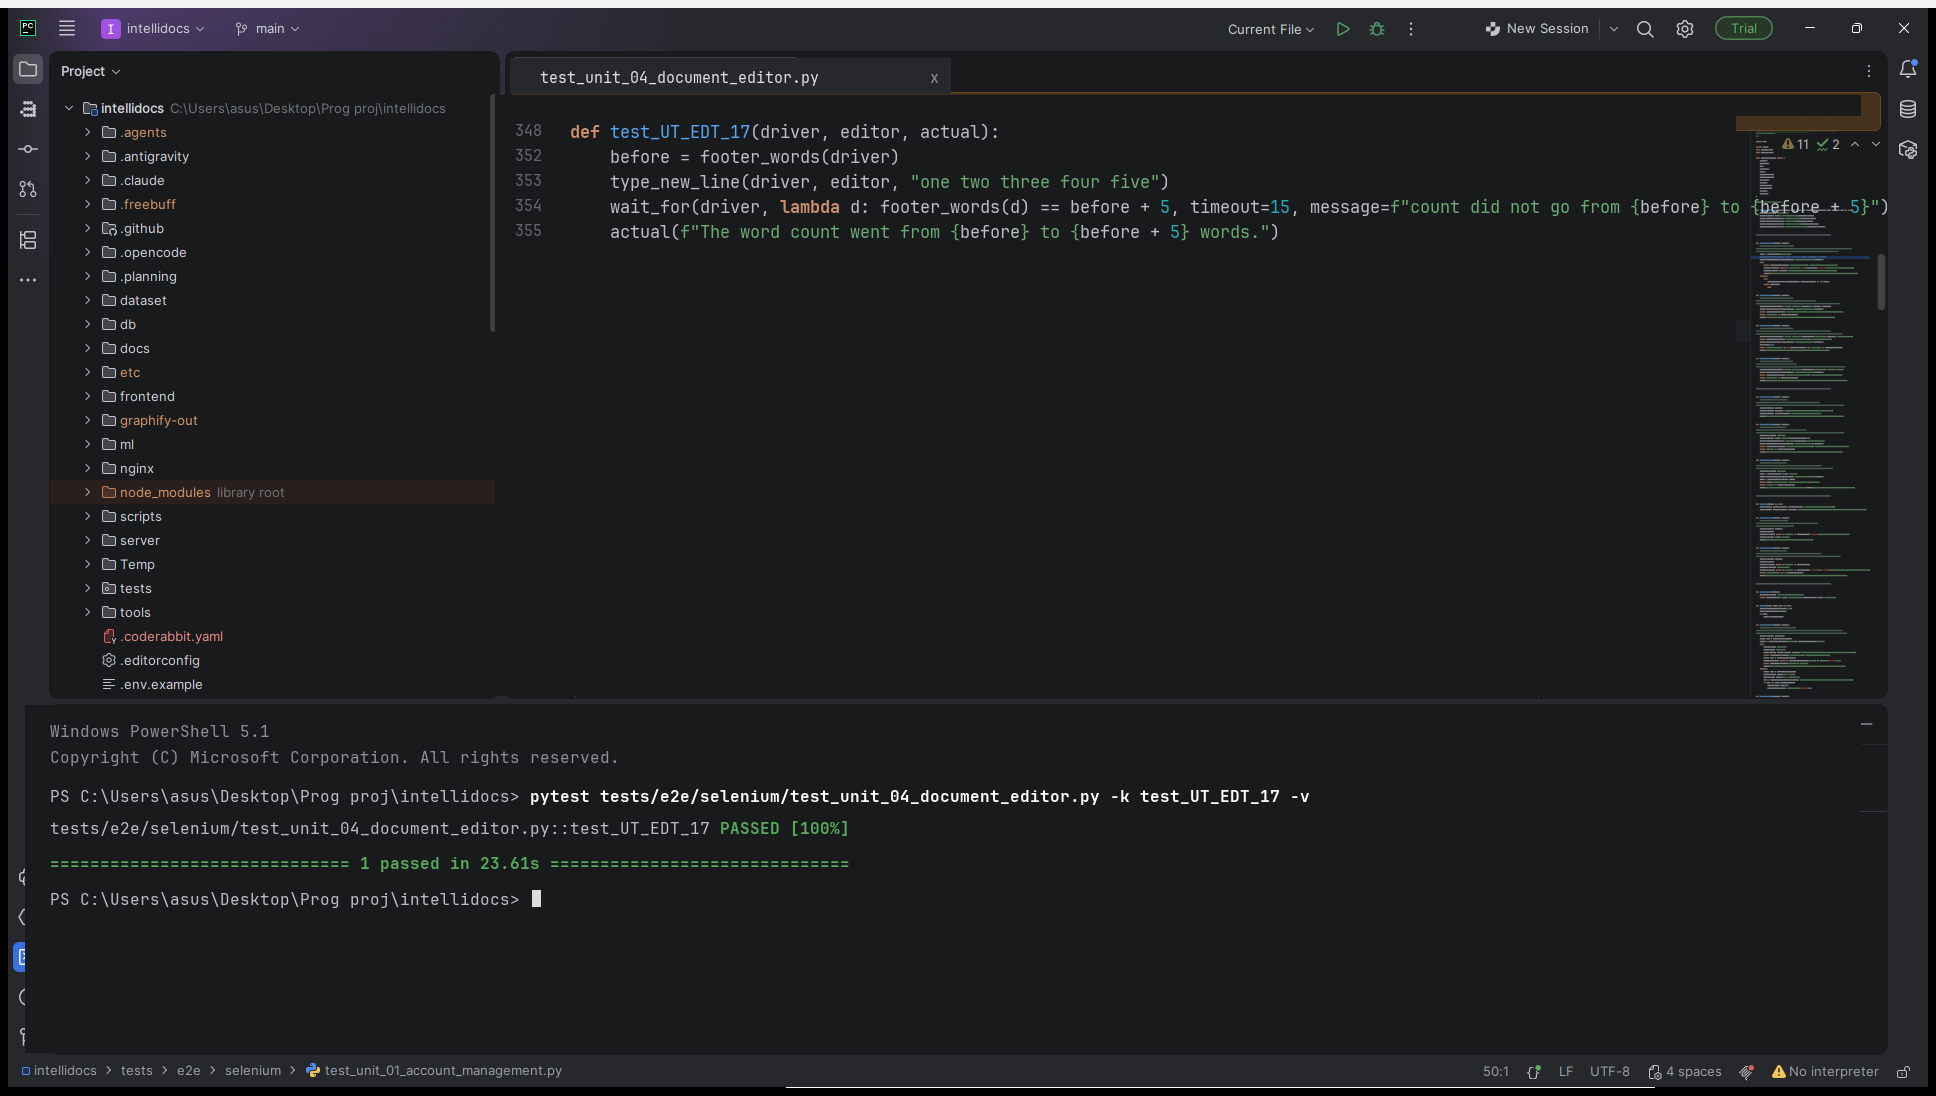 PC
I intellidocs main Current File New Session Trial
Project
test_unit_04_document_editor.py x
intellidocs C:\Users\asus\Desktop\Prog proj\intellidocs
.agents
.antigravity
.claude
.freebuff
.github
.opencode
.planning
dataset
db
docs
etc
frontend
graphify-out
ml
nginx
node_modules library root
scripts
server
Temp
tests
tools
.coderabbit.yaml
.editorconfig
.env.example
11 2
348 def test_UT_EDT_17(driver, editor, actual):
352 before = footer_words(driver)
353 type_new_line(driver, editor, "one two three four five")
354 wait_for(driver, lambda d: footer_words(d) == before + 5, timeout=15, message=f"count did not go from {before} to {before + 5}")
355 actual(f"The word count went from {before} to {before + 5} words.")
Windows PowerShell 5.1
Copyright (C) Microsoft Corporation. All rights reserved.
PS C:\Users\asus\Desktop\Prog proj\intellidocs> pytest tests/e2e/selenium/test_unit_04_document_editor.py -k test_UT_EDT_17 -v
tests/e2e/selenium/test_unit_04_document_editor.py::test_UT_EDT_17 PASSED [100%]
============================== 1 passed in 23.61s ==============================
PS C:\Users\asus\Desktop\Prog proj\intellidocs>
intellidocs > tests > e2e > selenium > test_unit_01_account_management.py 50:1 LF UTF-8 4 spaces No interpreter